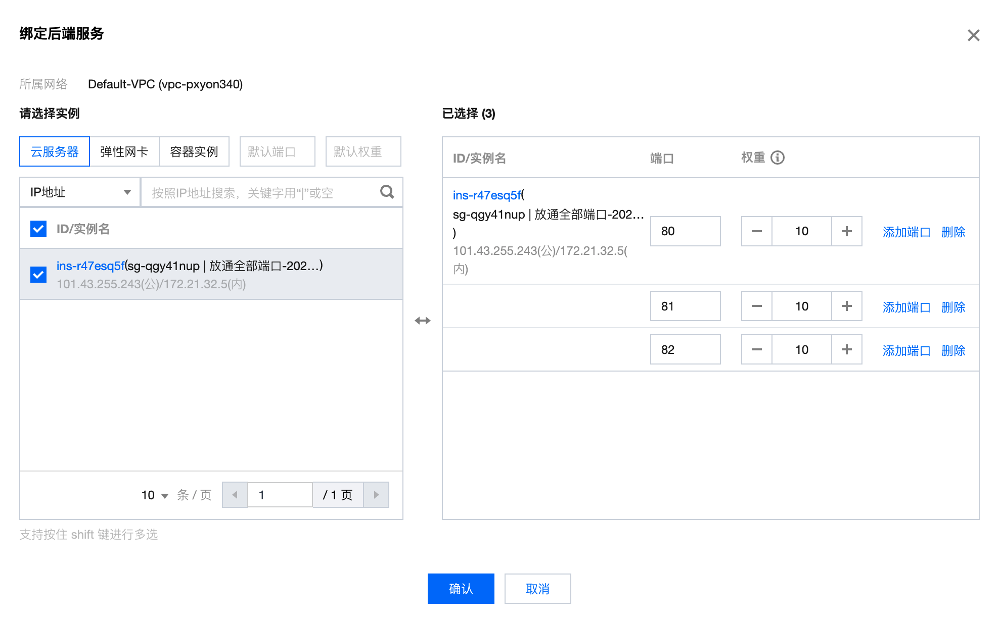 绑定后端服务
所属网络 Default-VPC (vpc-pxyon340)
请选择实例
云服务器 弹性网卡 容器实例 默认端口 默认权重
IP地址 按照IP地址搜索，关键字用“|”或空
ID/实例名
ins-r47esq5f(sg-qgy41nup | 放通全部端口-202...)
101.43.255.243(公)/172.21.32.5(内)
10 条 / 页 1 / 1 页
支持按住 shift 键进行多选
已选择 (3)
ID/实例名 端口 权重
ins-r47esq5f(
sg-qgy41nup | 放通全部端口-202...
)
101.43.255.243(公)/172.21.32.5(
内)
80 10 添加端口 删除
81 10 添加端口 删除
82 10 添加端口 删除
确认 取消